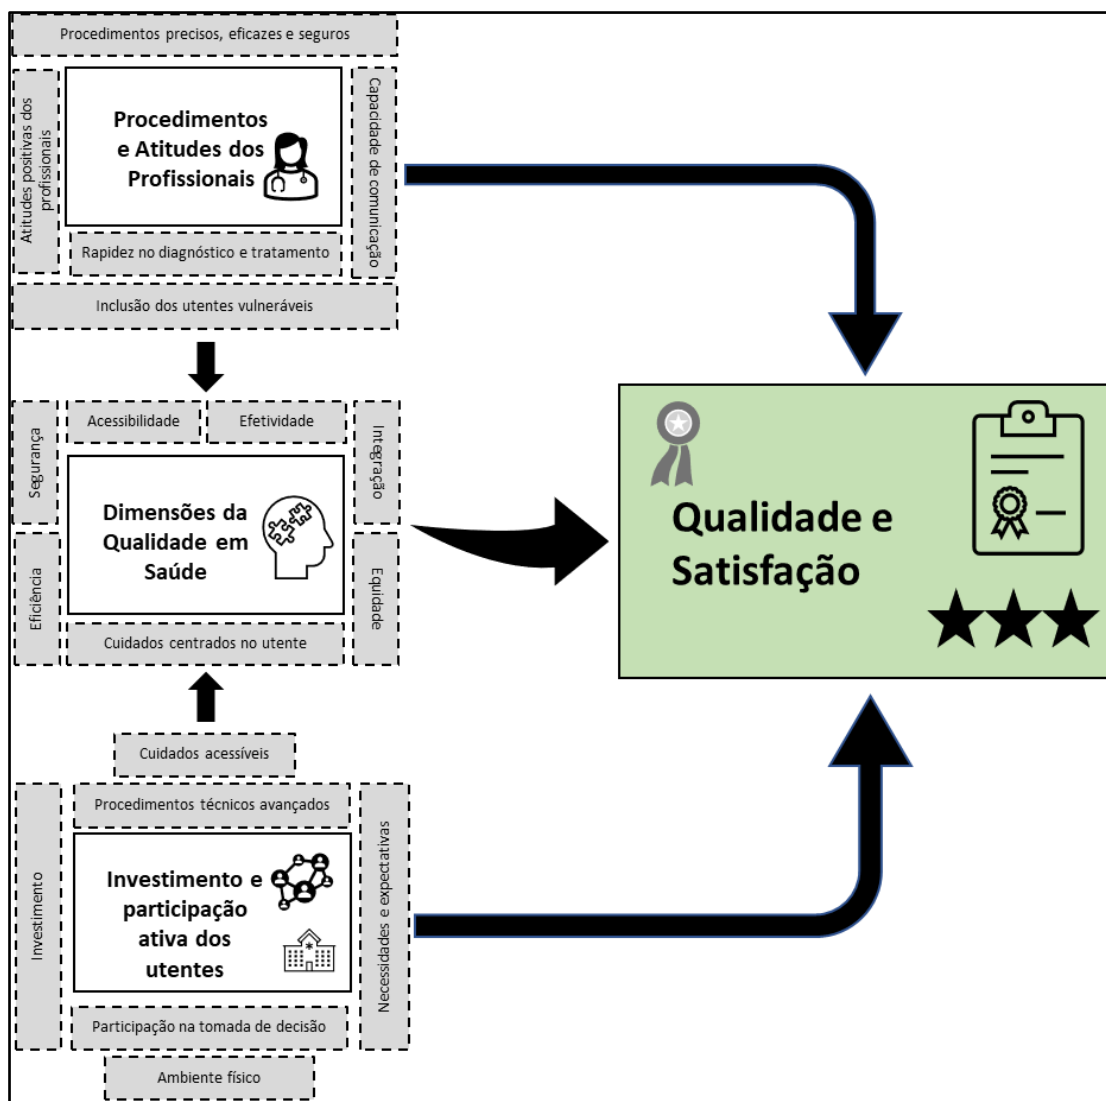 Procedimentos precisos, eficazes e seguros
Atitudes positivas dos
profissionais
Procedimentos
e Atitudes dos
Profissionais
Capacidade de comunicação
Rapidez no diagnóstico e tratamento
Inclusão dos utentes vulneráveis
Segurança
Acessibilidade
Efetividade
Integração
Dimensões da
Qualidade em
Saúde
Eficiência
Equidade
Cuidados centrados no utente
Qualidade e
Satisfação
Cuidados acessíveis
Investimento
Procedimentos técnicos avançados
Necessidades e expectativas
Investimento e
participação
ativa dos
utentes
Participação na tomada de decisão
Ambiente físico